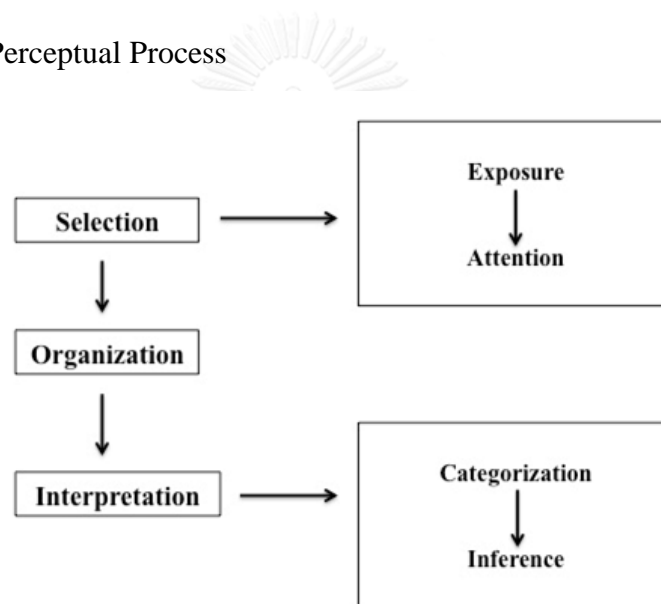 Perceptual Process
Selection
Exposure
Attention
Organization
Interpretation
Categorization
Inference